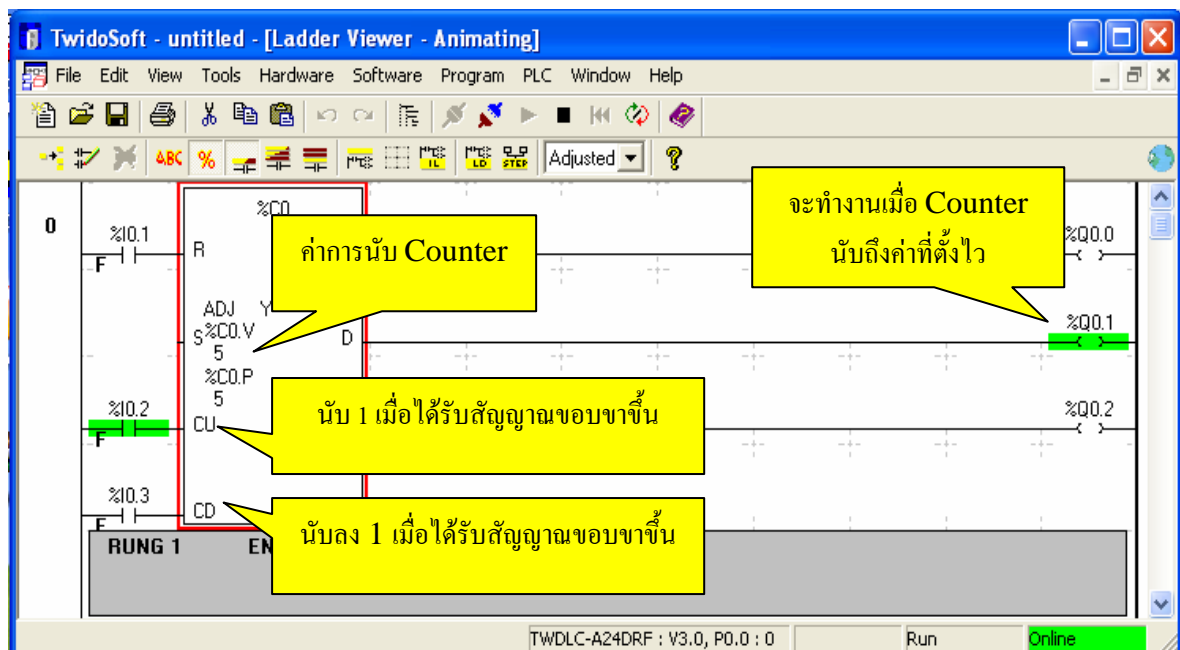 TwidoSoft - untitled - [Ladder Viewer - Animating]
File Edit View Tools Hardware Software Program PLC Window Help
ABC % IL LD STEP Adjusted
0
%C0
%I0.1
F
R
ค่าการนับ Counter
จะทำงานเมื่อ Counter
นับถึงค่าที่ตั้งไว
%Q0.0
ADJ Y
S %C0.V
5
D
%Q0.1
%C0.P
5
%I0.2
F
CU
นับ 1 เมื่อได้รับสัญญาณขอบขาขึ้น
%Q0.2
%I0.3
F
CD
นับลง 1 เมื่อได้รับสัญญาณขอบขาขึ้น
RUNG 1 EN
TWDLC-A24DRF : V3.0, P0.0 : 0 Run Online